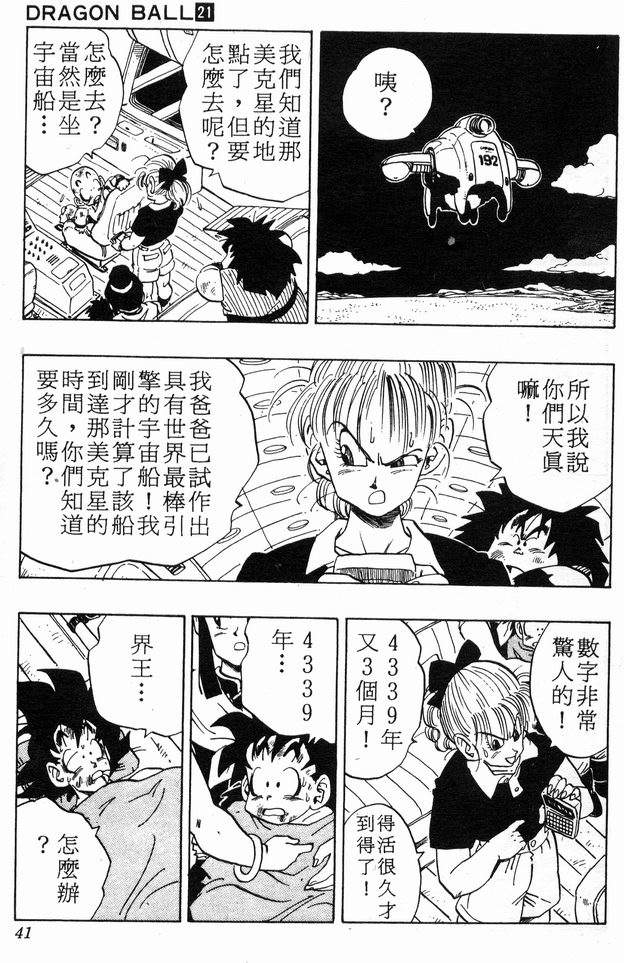 DRAGON BALL 21
咦？
192
我們知道那
美克星的地
點了，但要
怎麼去呢？
怎麼去？
當然是坐
宇宙船…
所以我說
你們天真
嘛！
我爸爸已試作出
具有世界最棒引
擎的宇宙船！我
剛才計算了該船
到達那美克星的
時間，你們知道
要多久嗎？
數字非常
驚人的！
4339年
又3個月！
得活很久才
到得了！
4339
年…
界王…
怎麼辦
？
41